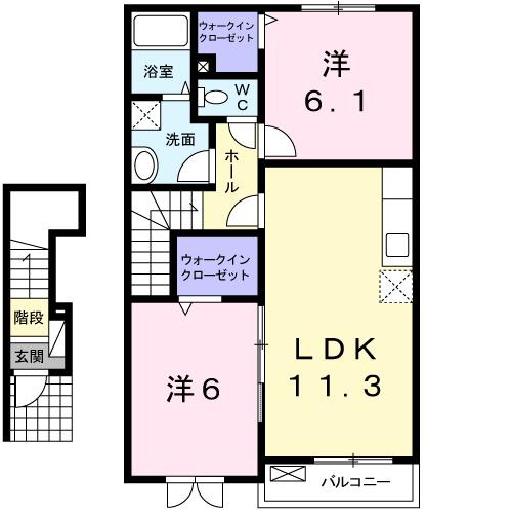 ウォークイン
クローゼット
浴室
洋
6.1
WC
洗面
ホール
ウォークイン
クローゼット
階段
玄関
LDK
11.3
洋6
バルコニー